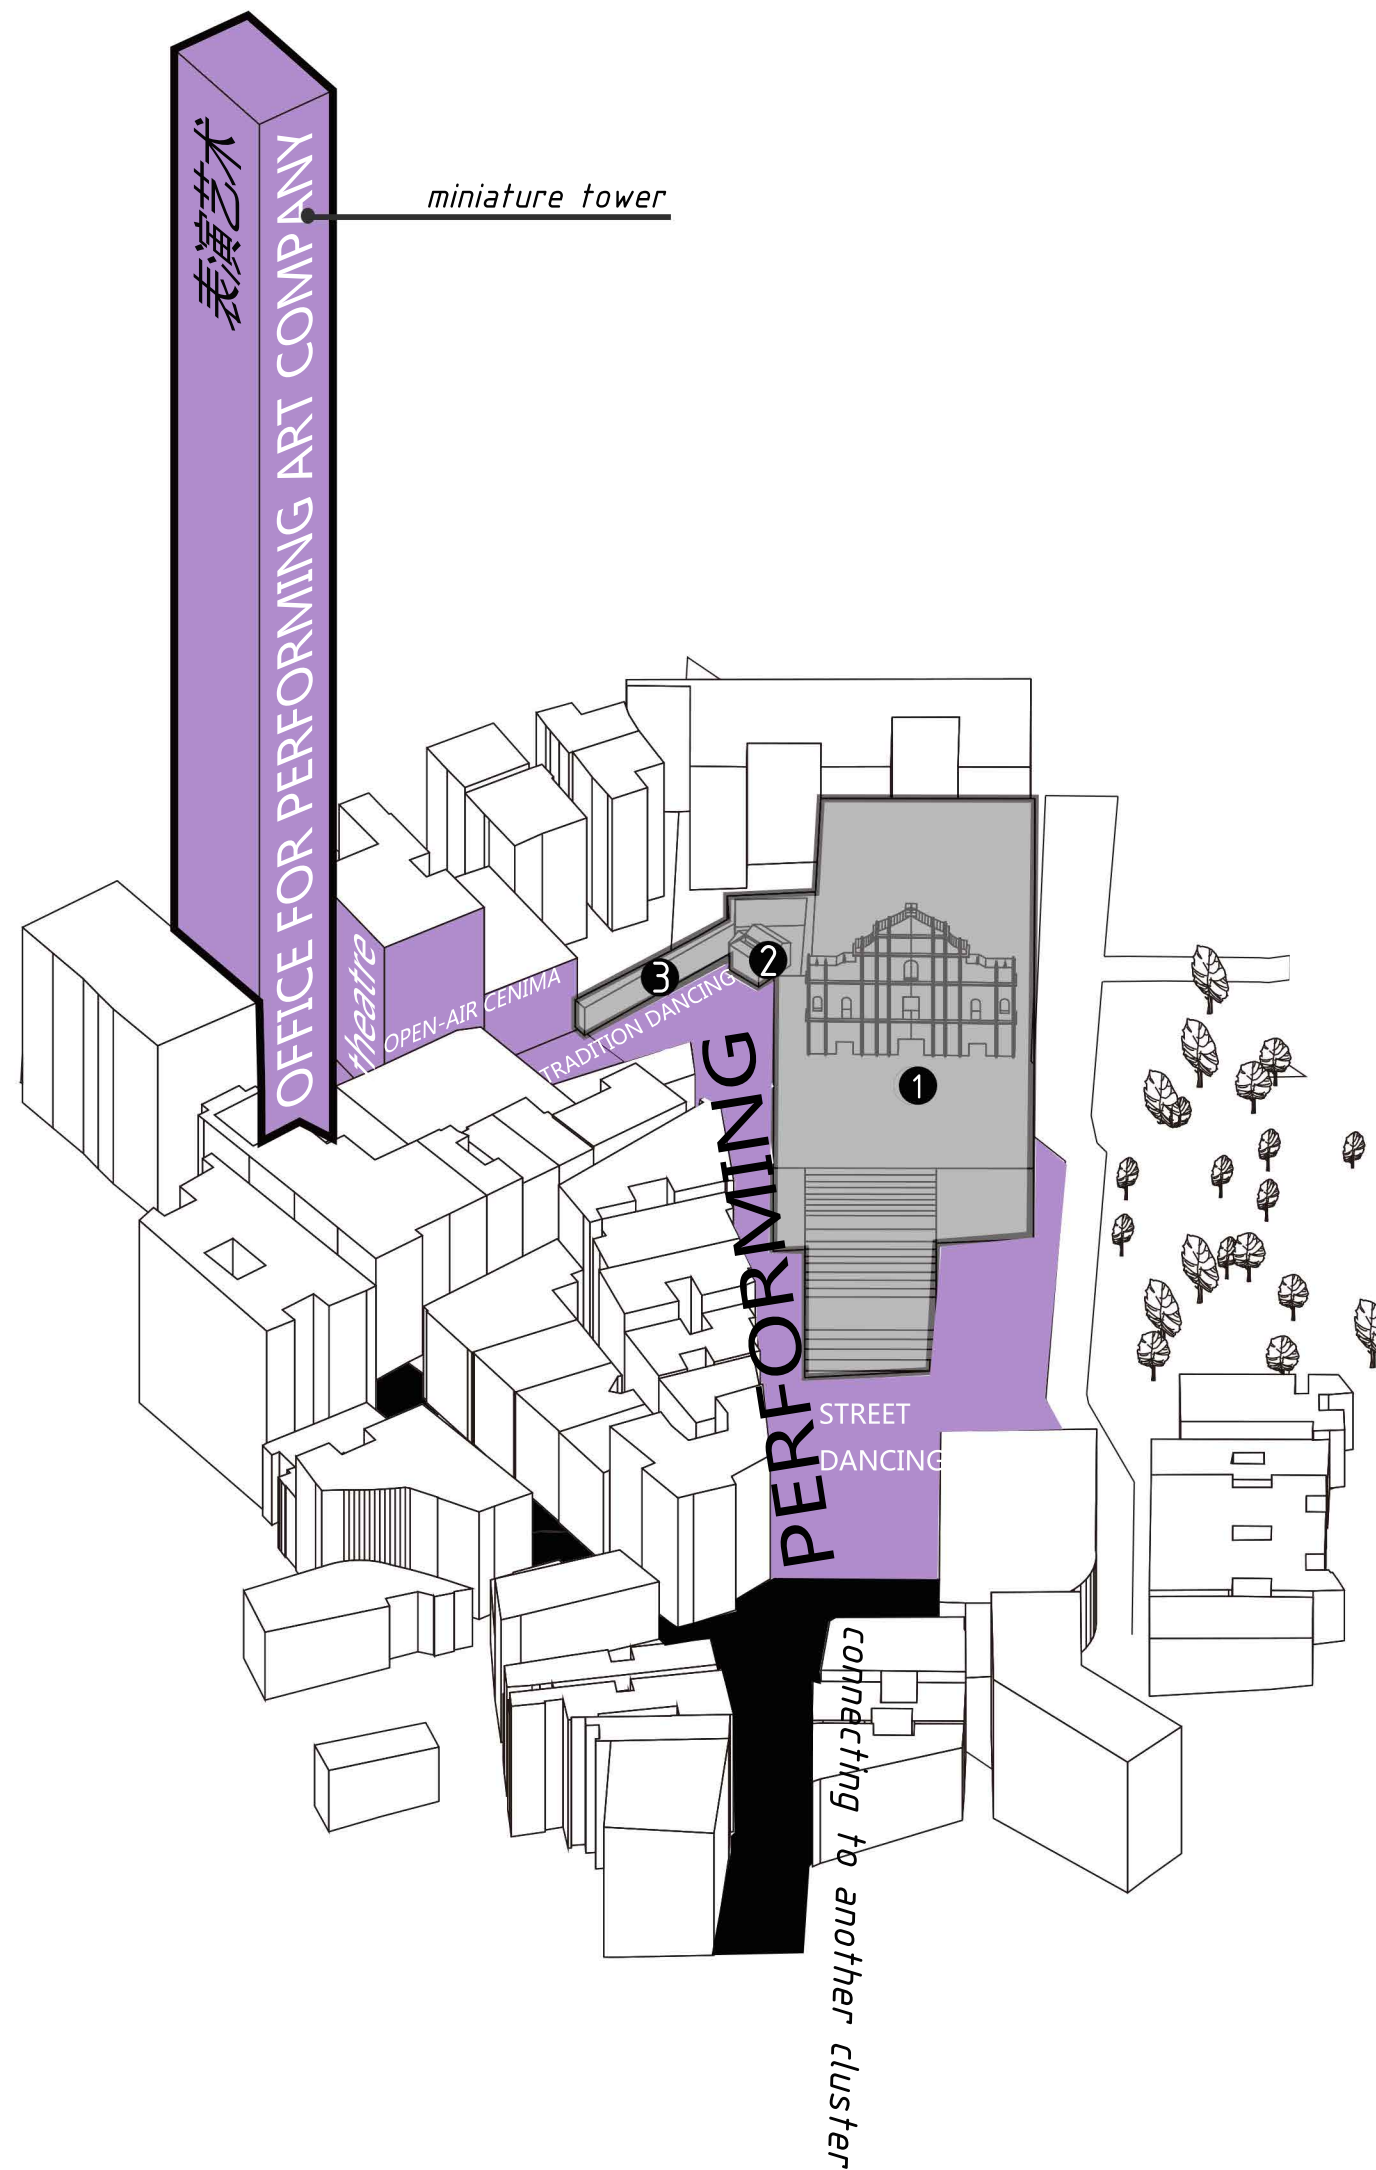 表演艺术
OFFICE FOR PERFORMING ART COMPANY
miniature tower
theatre
OPEN-AIR CENIMA
TRADITION DANCING
3
2
1
PERFORMING
STREET
DANCING
connecting to another cluster